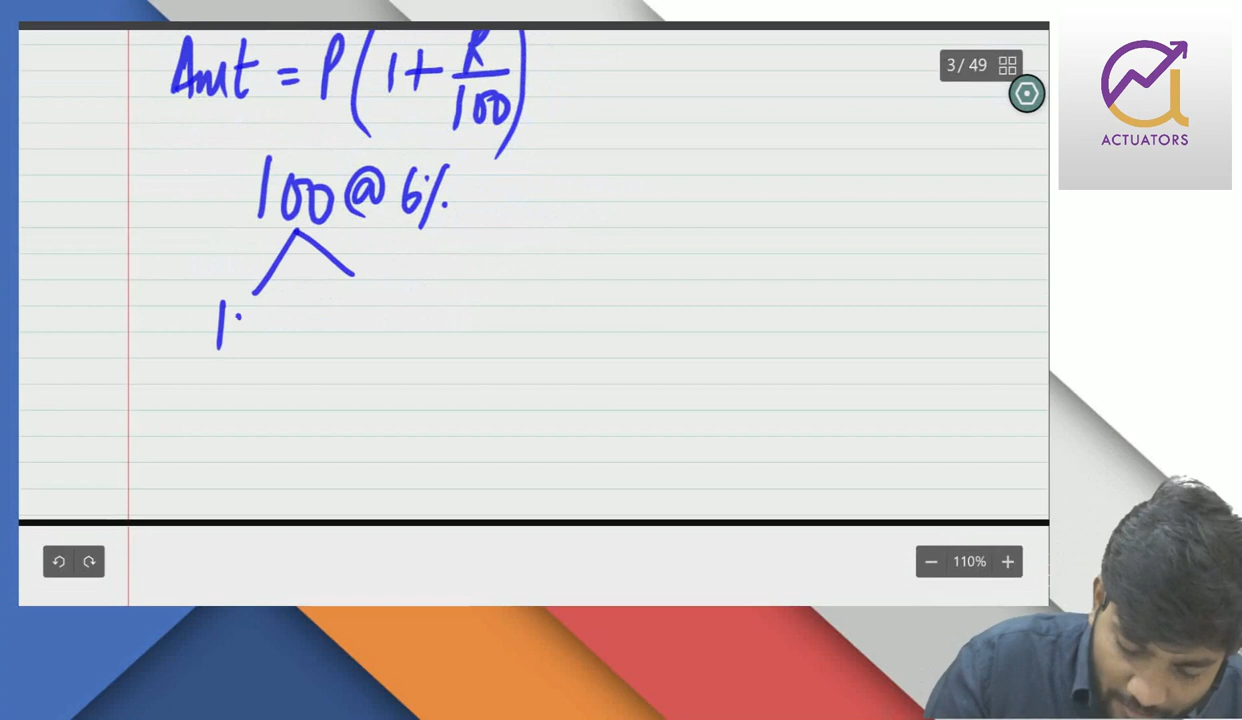 Amt = P(1 + R/100)
100 @ 6%
1.
3 / 49
110%
ACTUATORS